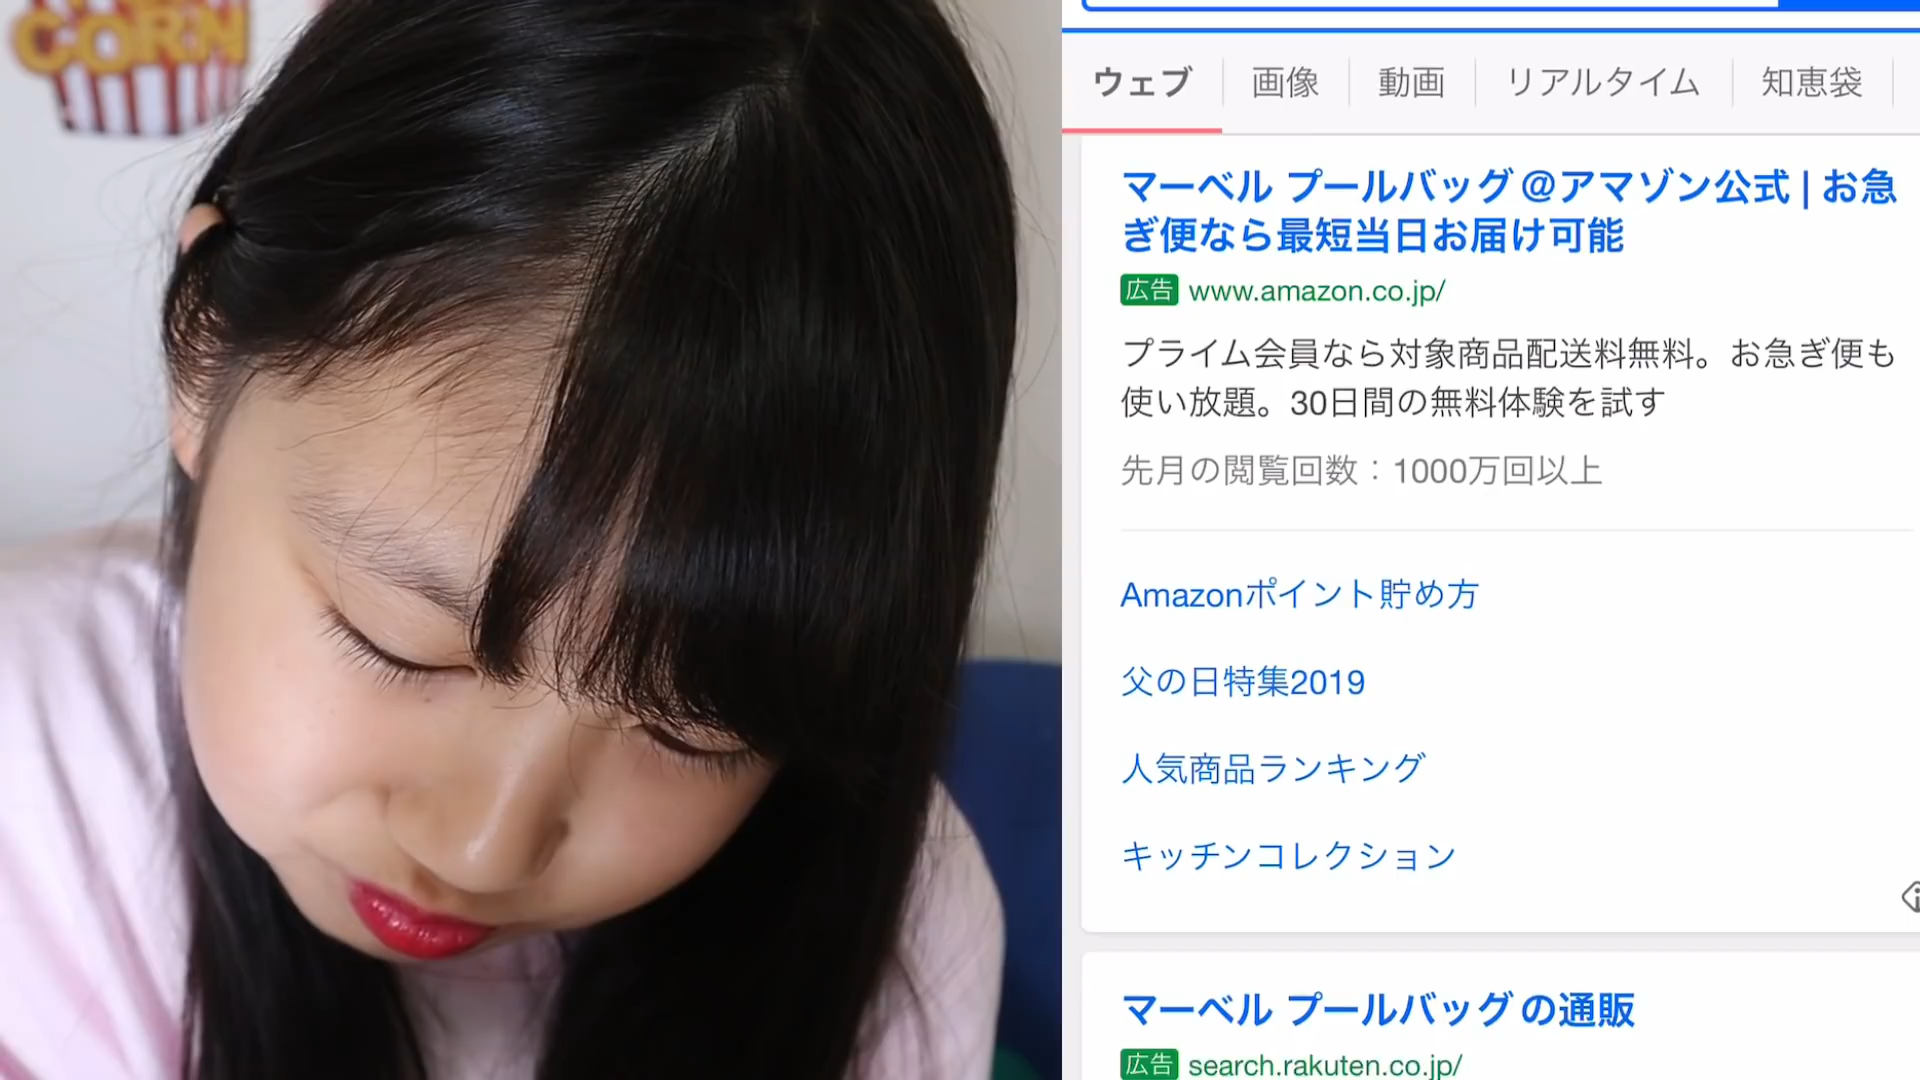 CORN
ウェブ 画像 動画 リアルタイム 知恵袋
マーベル プールバッグ@アマゾン公式 | お急
ぎ便なら最短当日お届け可能
広告 www.amazon.co.jp/
プライム会員なら対象商品配送料無料。お急ぎ便も
使い放題。30日間の無料体験を試す
先月の閲覧回数：1000万回以上
Amazonポイント貯め方
父の日特集2019
人気商品ランキング
キッチンコレクション
マーベル プールバッグの通販
広告 search.rakuten.co.jp/